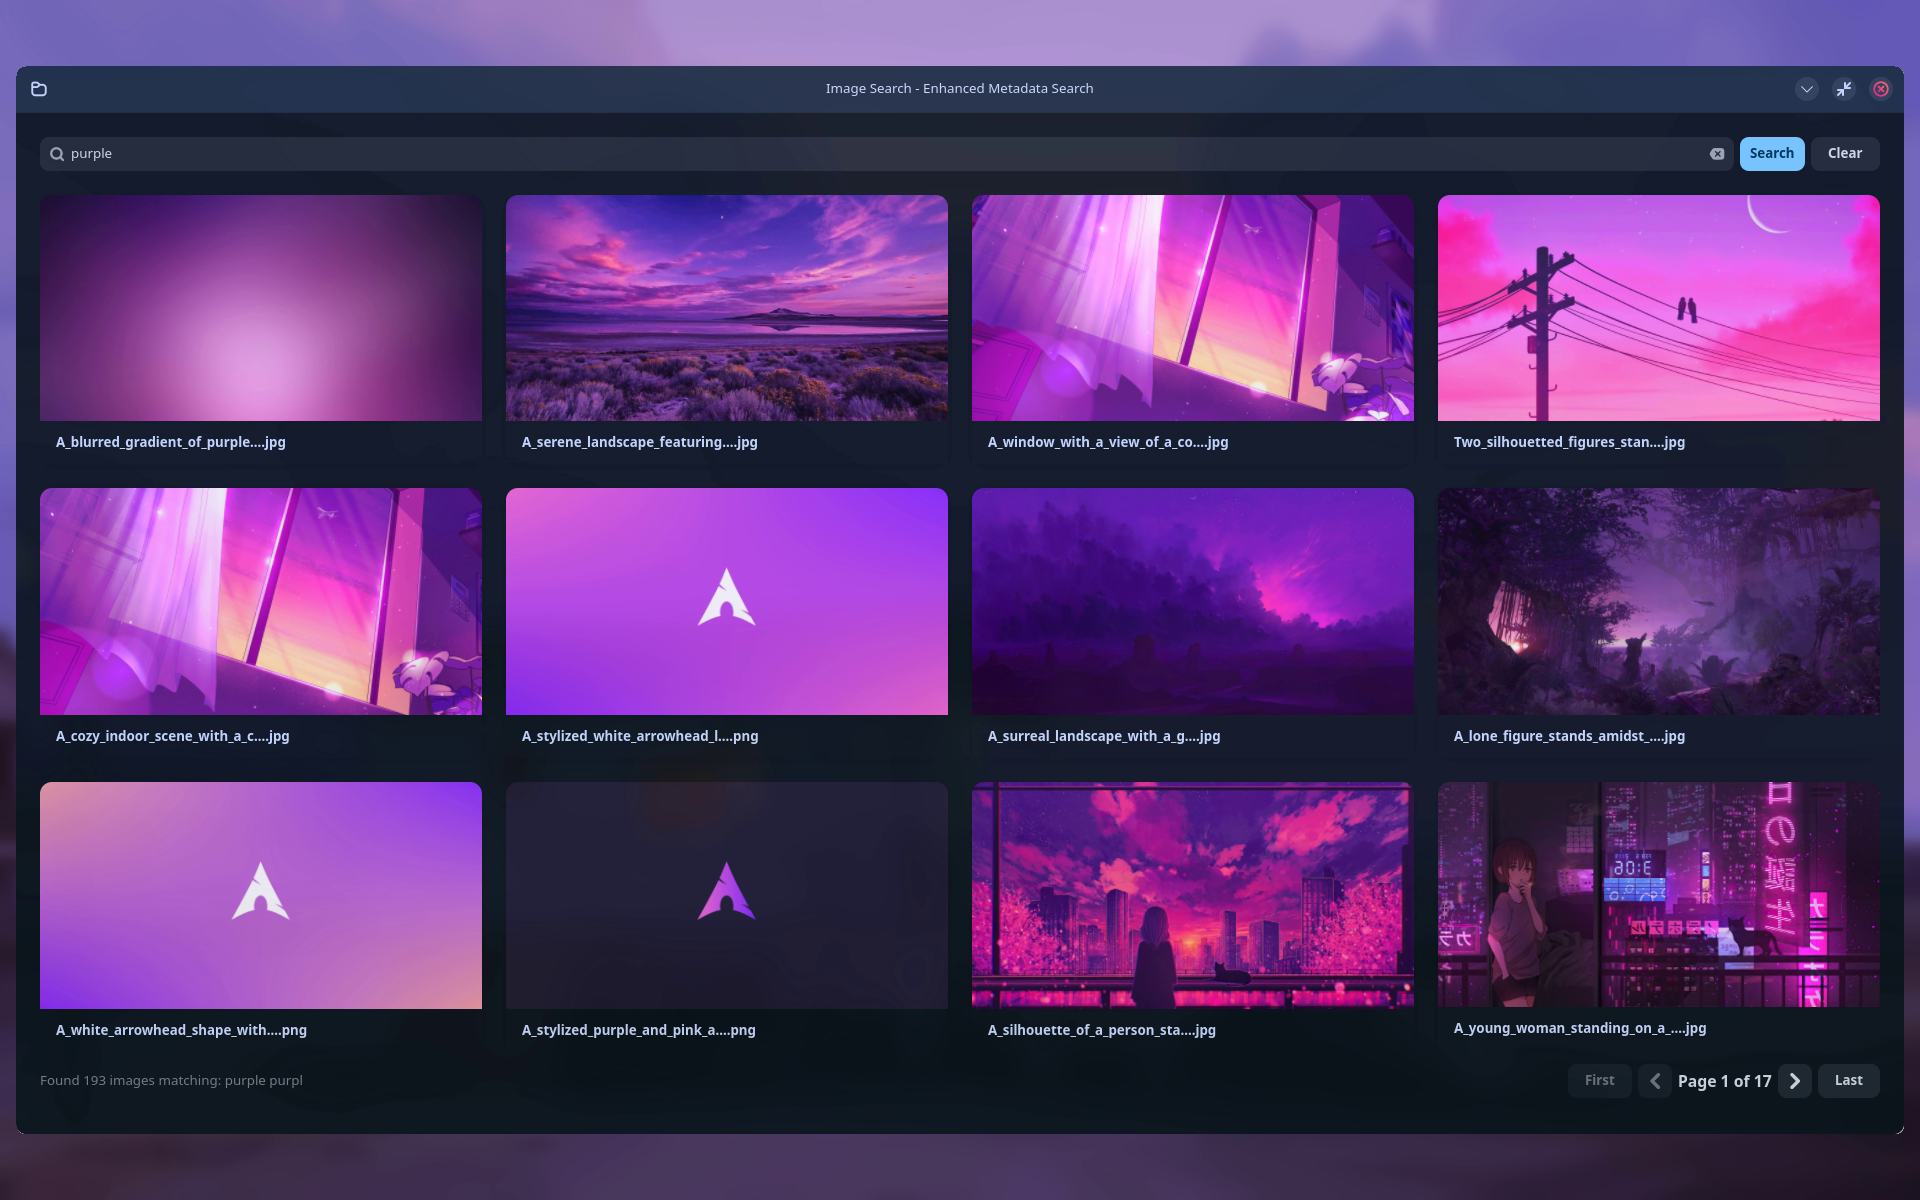 Image Search - Enhanced Metadata Search
purple
Search
Clear
A_blurred_gradient_of_purple....jpg
A_serene_landscape_featuring....jpg
A_window_with_a_view_of_a_co....jpg
Two_silhouetted_figures_stan....jpg
A_cozy_indoor_scene_with_a_c....jpg
A_stylized_white_arrowhead_l....png
A_surreal_landscape_with_a_g....jpg
A_lone_figure_stands_amidst_....jpg
A_white_arrowhead_shape_with....png
A_stylized_purple_and_pink_a....png
A_silhouette_of_a_person_sta....jpg
A_young_woman_standing_on_a_....jpg
Found 193 images matching: purple purpl
First
Page 1 of 17
Last